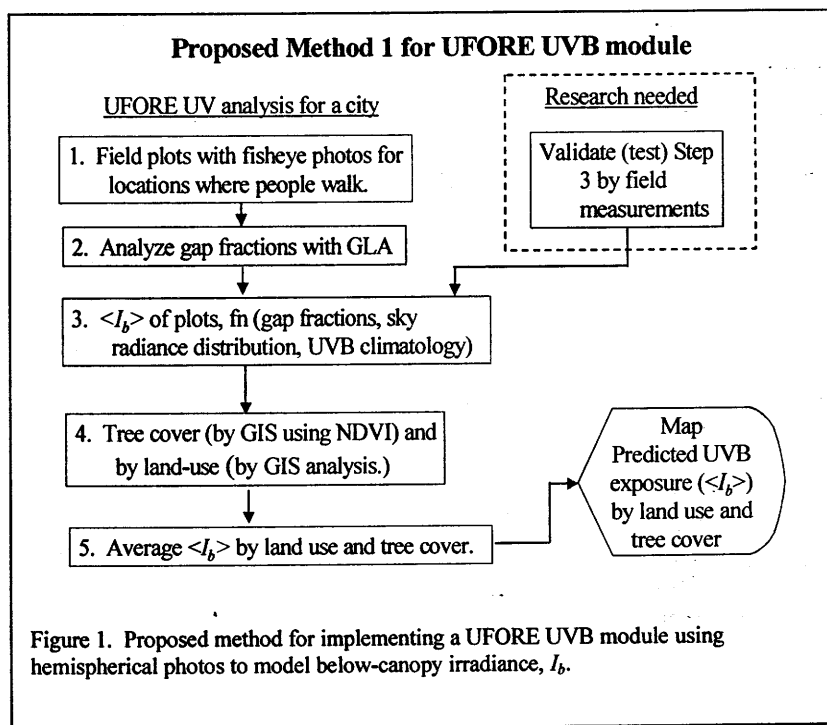 Proposed Method 1 for UFORE UVB module
UFORE UV analysis for a city
1. Field plots with fisheye photos for
locations where people walk.
2. Analyze gap fractions with GLA
3. <I_b> of plots, fn (gap fractions, sky
radiance distribution, UVB climatology)
4. Tree cover (by GIS using NDVI) and
by land-use (by GIS analysis.)
5. Average <I_b> by land use and tree cover.
Research needed
Validate (test) Step
3 by field
measurements
Map
Predicted UVB
exposure (<I_b>)
by land use and
tree cover
Figure 1. Proposed method for implementing a UFORE UVB module using
hemispherical photos to model below-canopy irradiance, I_b.